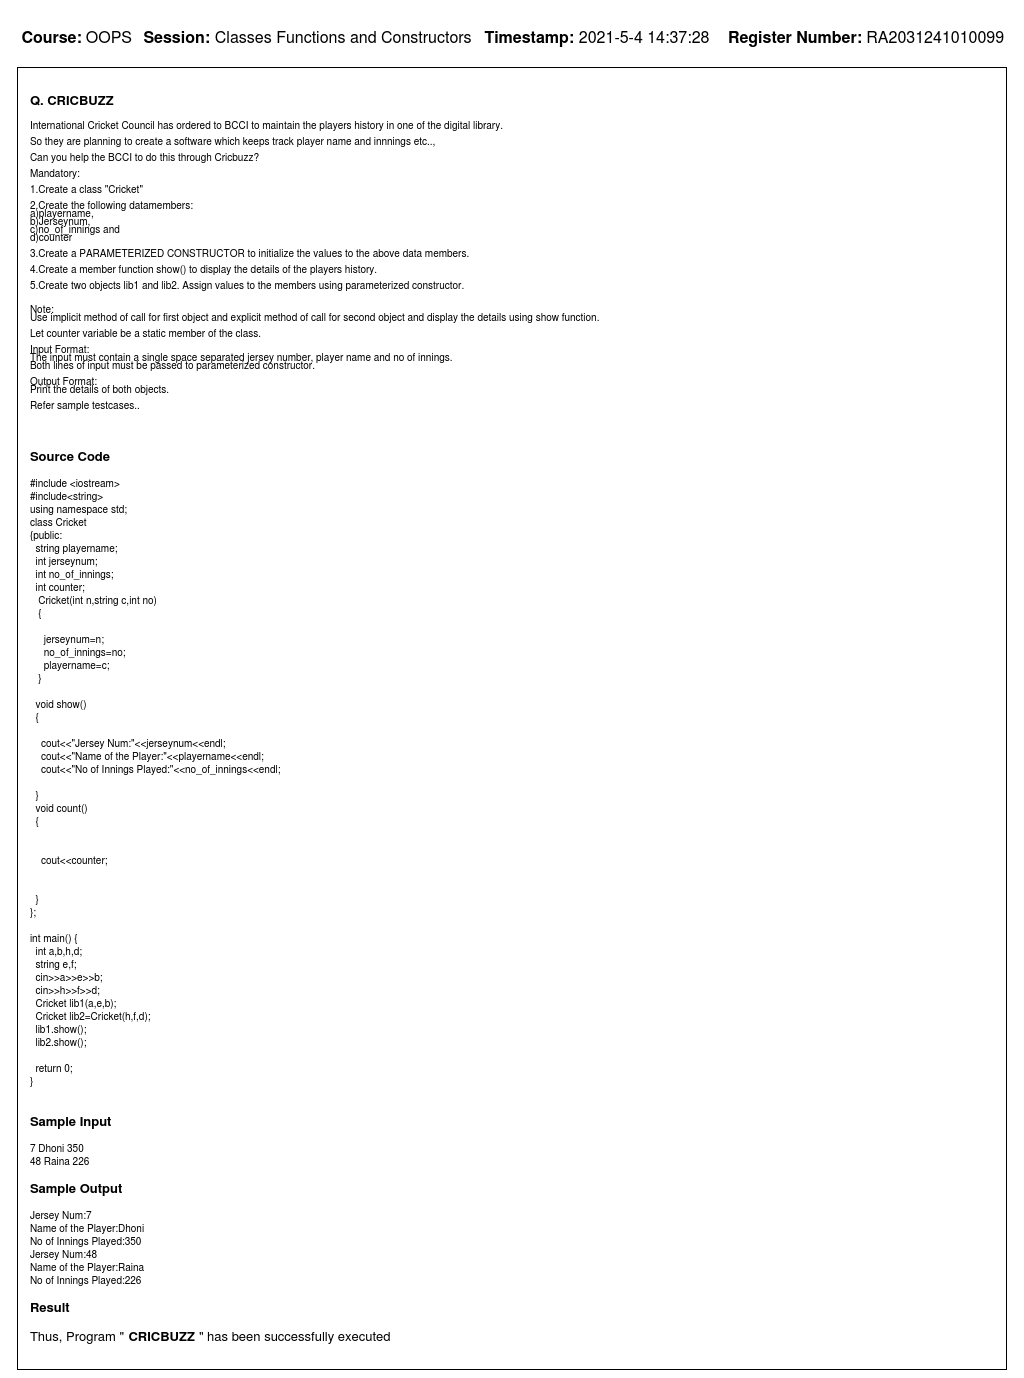 Course: OOPS Session: Classes Functions and Constructors Timestamp: 2021-5-4 14:37:28 Register Number: RA2031241010099
Q. CRICBUZZ
International Cricket Council has ordered to BCCI to maintain the players history in one of the digital library.
So they are planning to create a software which keeps track player name and innnings etc..,
Can you help the BCCI to do this through Cricbuzz?
Mandatory:
1.Create a class "Cricket"
2.Create the following datamembers:
a)playername,
b)Jerseynum,
c)no_of_innings and
d)counter
3.Create a PARAMETERIZED CONSTRUCTOR to initialize the values to the above data members.
4.Create a member function show() to display the details of the players history.
5.Create two objects lib1 and lib2. Assign values to the members using parameterized constructor.
Note:
Use implicit method of call for first object and explicit method of call for second object and display the details using show function.
Let counter variable be a static member of the class.
Input Format:
The input must contain a single space separated jersey number, player name and no of innings.
Both lines of input must be passed to parameterized constructor.
Output Format:
Print the details of both objects.
Refer sample testcases..
Source Code
#include <iostream>
#include<string>
using namespace std;
class Cricket
{public:
string playername;
int jerseynum;
int no_of_innings;
int counter;
Cricket(int n,string c,int no)
{
jerseynum=n;
no_of_innings=no;
playername=c;
}
void show()
{
cout<<"Jersey Num:"<<jerseynum<<endl;
cout<<"Name of the Player:"<<playername<<endl;
cout<<"No of Innings Played:"<<no_of_innings<<endl;
}
void count()
{
cout<<counter;
}
};
int main() {
int a,b,h,d;
string e,f;
cin>>a>>e>>b;
cin>>h>>f>>d;
Cricket lib1(a,e,b);
Cricket lib2=Cricket(h,f,d);
lib1.show();
lib2.show();
return 0;
}
Sample Input
7 Dhoni 350
48 Raina 226
Sample Output
Jersey Num:7
Name of the Player:Dhoni
No of Innings Played:350
Jersey Num:48
Name of the Player:Raina
No of Innings Played:226
Result
Thus, Program " CRICBUZZ " has been successfully executed